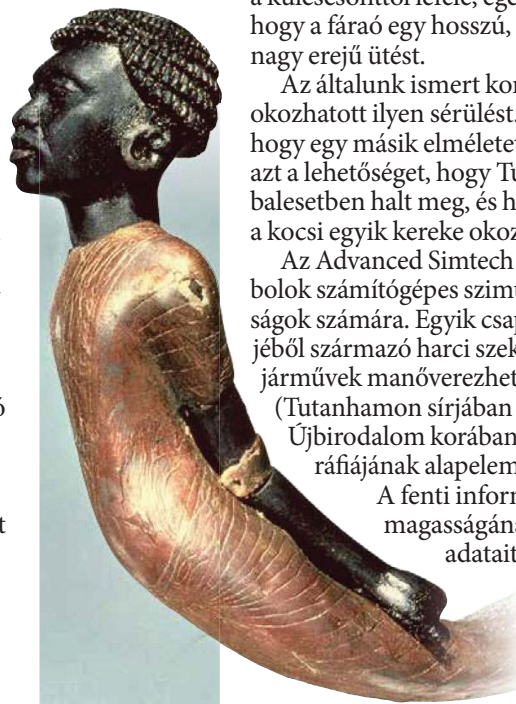 a kulcscsonttól lefelé,
hogy a fáraó egy hosszú,
nagy erejű ütést.
Az általunk ismert kor
okozhatott ilyen sérülést.
hogy egy másik elméletet
azt a lehetőséget, hogy Tu
balesetben halt meg, és h
a kocsi egyik kereke okoz
Az Advanced Simtech
bolok számítógépes szimu
ságok számára. Egyik csap
jéből származó harci szek
járművek manőverezhet
(Tutanhamon sírjában
Újbirodalom korában
ráfiájának alapelem
A fenti inform
magasságána
adatait
ó
t